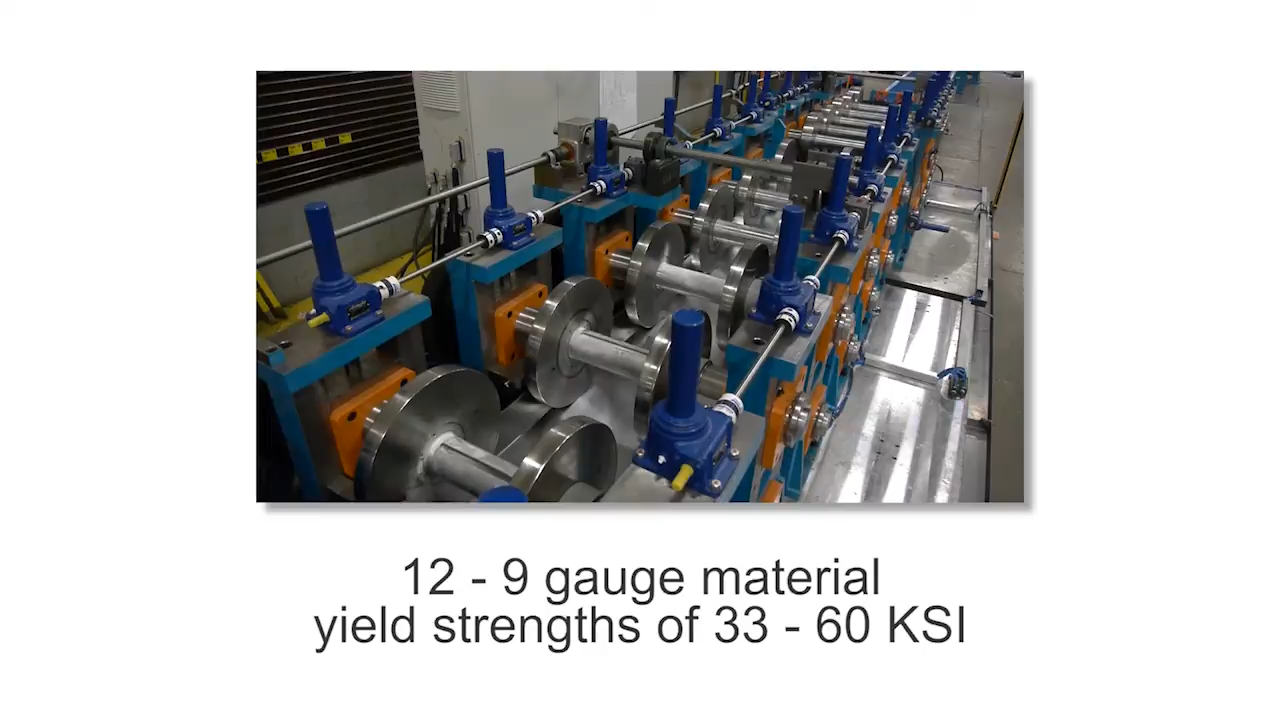 12 - 9 gauge material
yield strengths of 33 - 60 KSI